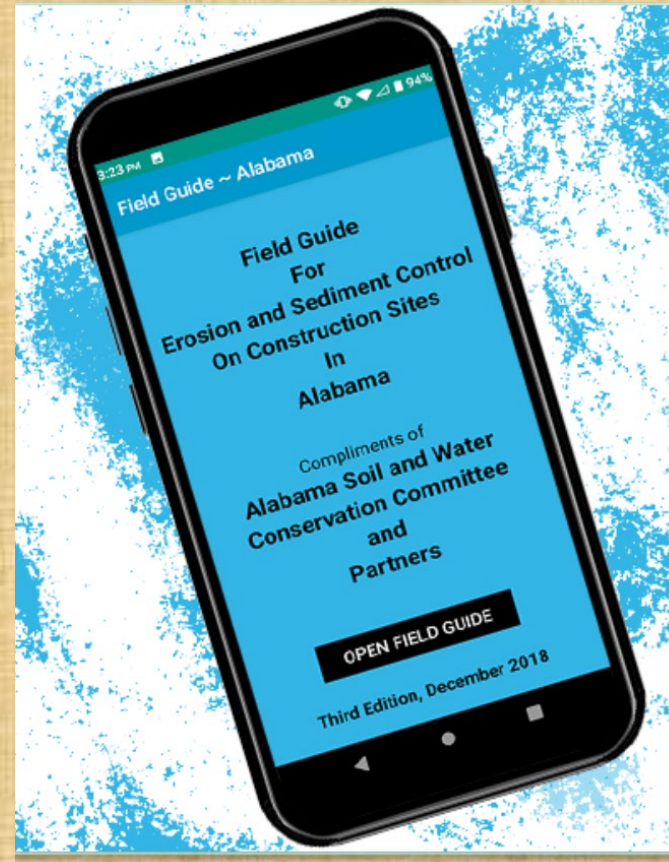 3:23 PM 94%
Field Guide ~ Alabama
Field Guide
For
Erosion and Sediment Control
On Construction Sites
In
Alabama
Compliments of
Alabama Soil and Water
Conservation Committee
and
Partners
OPEN FIELD GUIDE
Third Edition, December 2018